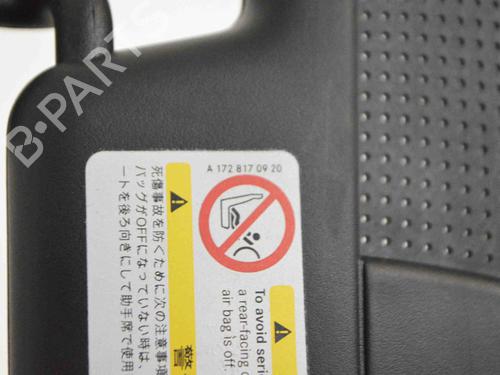 B·PARTS
A 172 817 09 20
To avoid seri
a rear-facing c
air bag is off.
警
死傷事故を防ぐために次の注意事項
バッグがOFFになっていない時は、
ートを後ろ向きにして助手席で使用